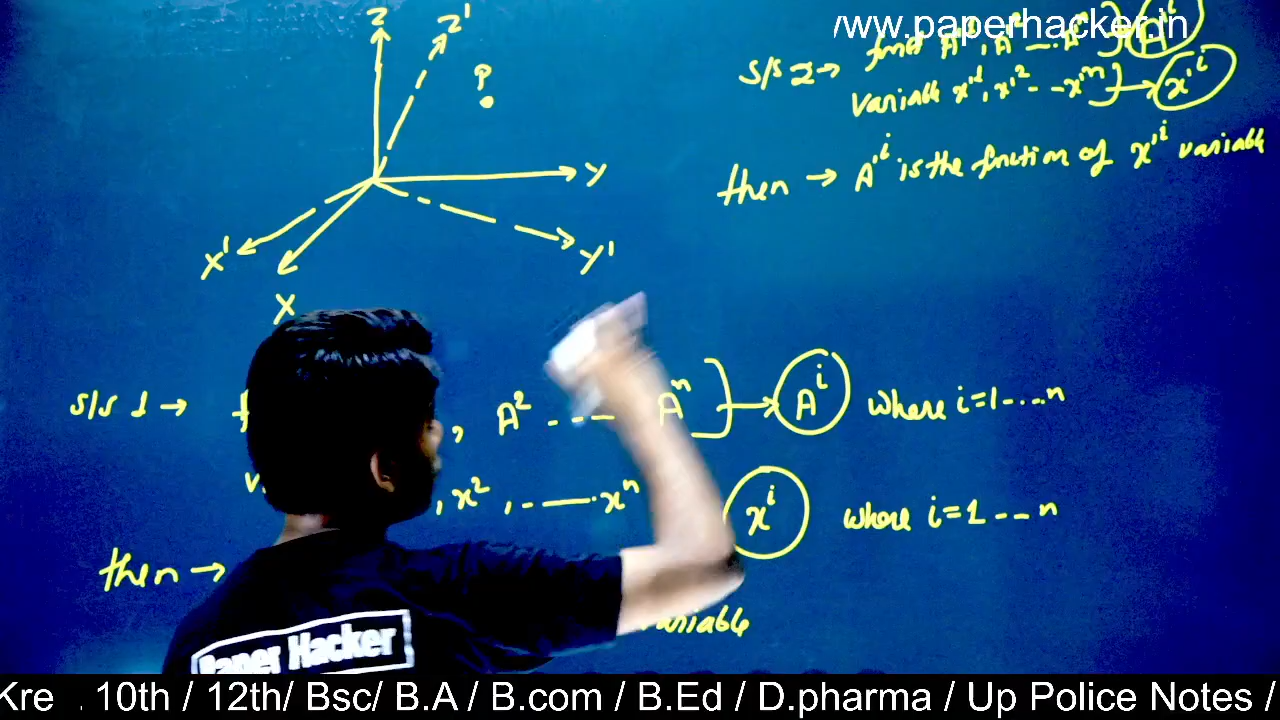 www.paperhacker.in
Z Z'
P
Y
Y'
X'
X
s/s 2→ A'¹, A'² --- A'ⁿ] → A'ⁱ
variable x'¹, x'² - - x'ⁿ] → x'ⁱ
then → A'ⁱ is the function of x'ⁱ variable
s/s 1 → , A² - - - Aⁿ] → Aⁱ where i=1 - - - n
, x² , - —— xⁿ xⁱ where i=1 - - n
then →
variable
Paper Hacker
Kre . 10th / 12th/ Bsc/ B.A / B.com / B.Ed / D.pharma / Up Police Notes /